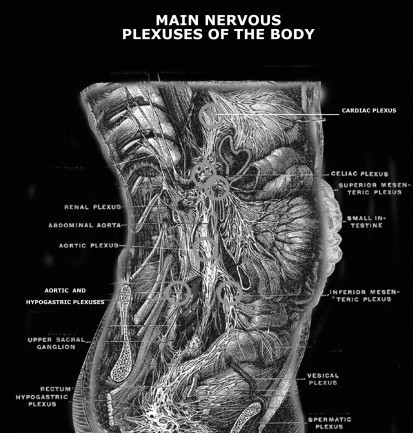 MAIN NERVOUS
PLEXUSES OF THE BODY
CARDIAC PLEXUS
CELIAC PLEXUS
SUPERIOR MESEN-
TERIC PLEXUS
RENAL PLEXUS
ABDOMINAL AORTA
SMALL IN-
TESTINE
AORTIC PLEXUS
AORTIC AND
HYPOGASTRIC PLEXUSES
INFERIOR MESEN-
TERIC PLEXUS
UPPER SACRAL
GANGLION
VESICAL
PLEXUS
RECTUM
HYPOGASTRIC
PLEXUS
SPERMATIC
PLEXUS